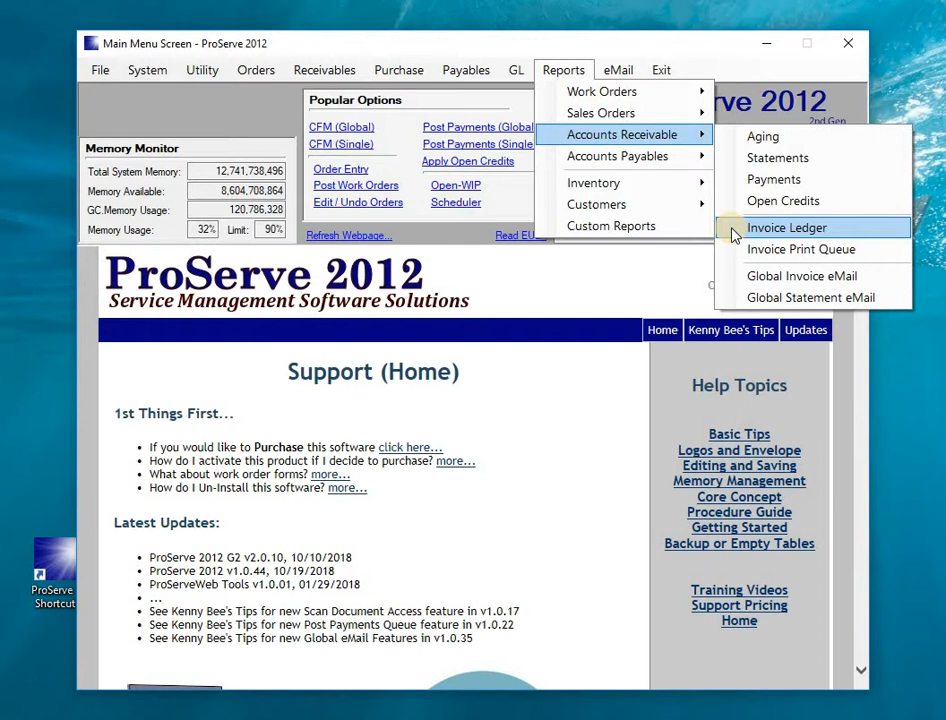 Main Menu Screen - ProServe 2012
File System Utility Orders Receivables Purchase Payables GL Reports eMail Exit
Popular Options
CFM (Global)
CFM (Single)
Order Entry
Post Work Orders
Edit / Undo Orders
Post Payments (Global
Post Payments (Single)
Apply Open Credits
Open-WIP
Scheduler
Refresh Webpage...
Read EU
Memory Monitor
Total System Memory: 12,741,738,496
Memory Available: 8,604,708,864
GC.Memory Usage: 120,786,328
Memory Usage: 32% Limit: 90%
rve 2012
2nd Gen
Work Orders
Sales Orders
Accounts Receivable
Accounts Payables
Inventory
Customers
Custom Reports
Aging
Statements
Payments
Open Credits
Invoice Ledger
Invoice Print Queue
Global Invoice eMail
Global Statement eMail
ProServe 2012
Service Management Software Solutions
Home Kenny Bee's Tips Updates
Support (Home)
1st Things First...
• If you would like to Purchase this software click here...
• How do I activate this product if I decide to purchase? more...
• What about work order forms? more...
• How do I Un-Install this software? more...
Latest Updates:
• ProServe 2012 G2 v2.0.10, 10/10/2018
• ProServe 2012 v1.0.44, 10/19/2018
• ProServeWeb Tools v1.0.01, 01/29/2018
• ...
• See Kenny Bee's Tips for new Scan Document Access feature in v1.0.17
• See Kenny Bee's Tips for new Post Payments Queue feature in v1.0.22
• See Kenny Bee's Tips for new Global eMail Features in v1.0.35
Help Topics
Basic Tips
Logos and Envelope
Editing and Saving
Memory Management
Core Concept
Procedure Guide
Getting Started
Backup or Empty Tables
Training Videos
Support Pricing
Home
ProServe
Shortcut